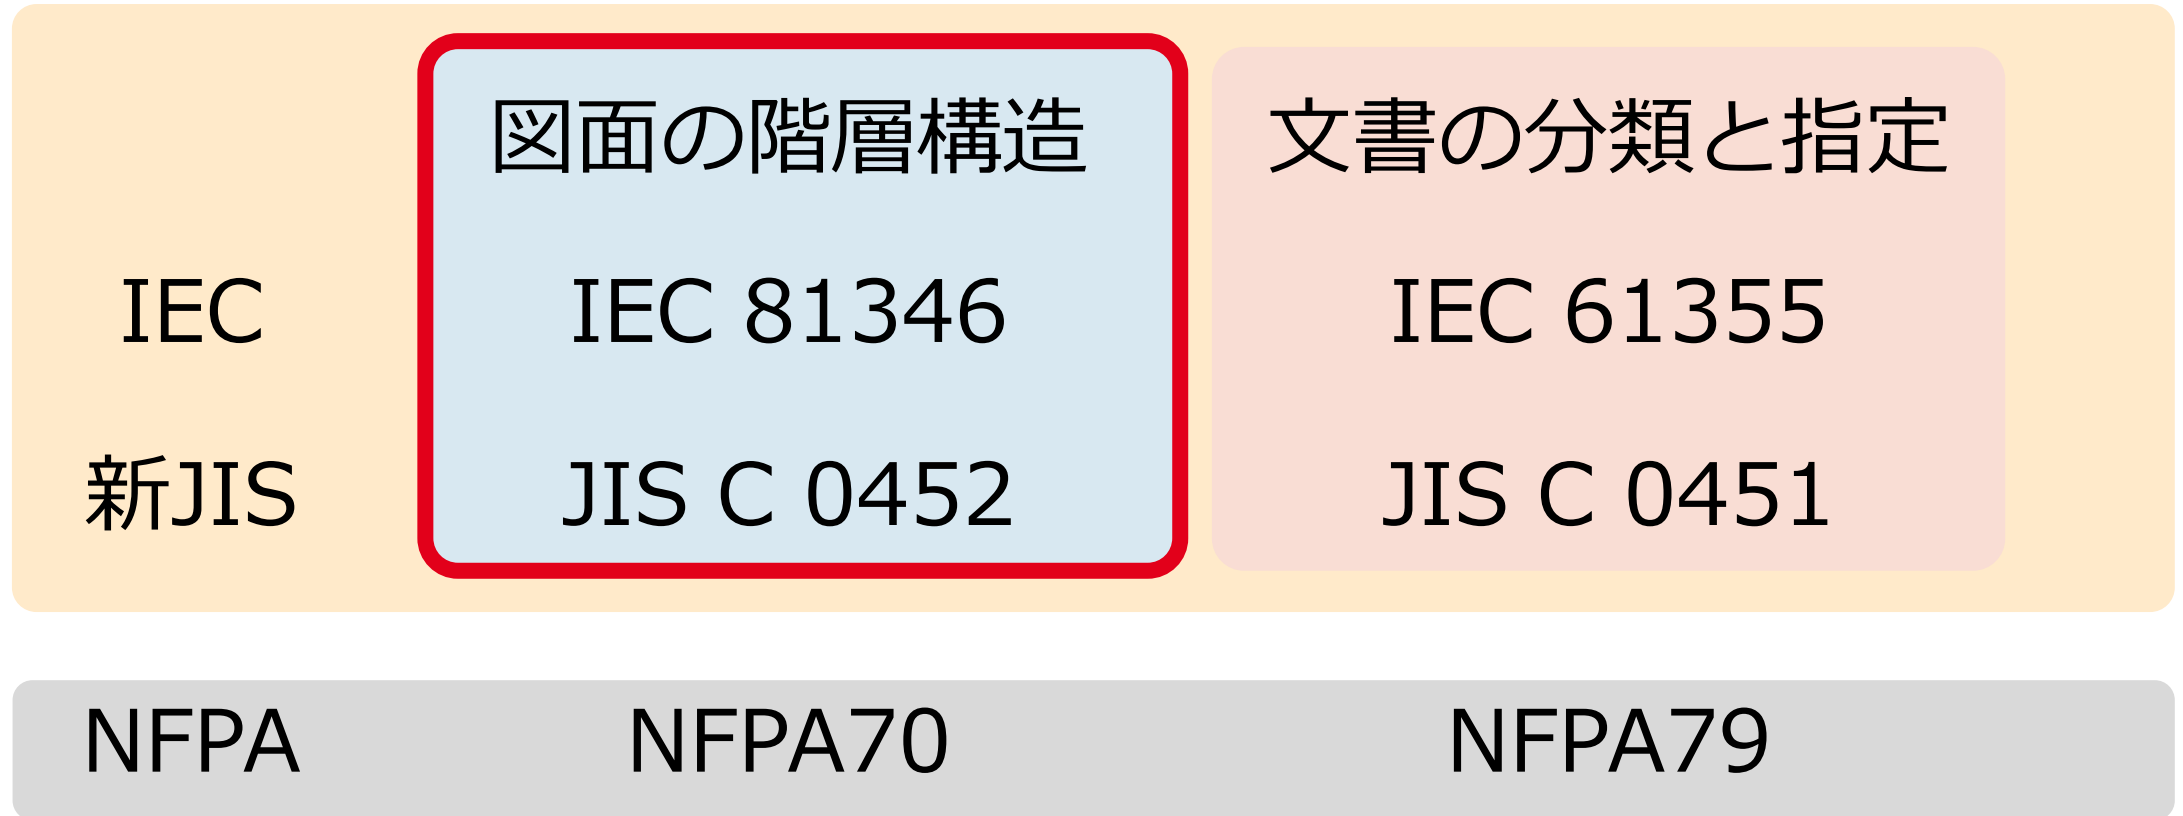 図面の階層構造 文書の分類と指定
IEC IEC 81346 IEC 61355
新JIS JIS C 0452 JIS C 0451
NFPA NFPA70 NFPA79